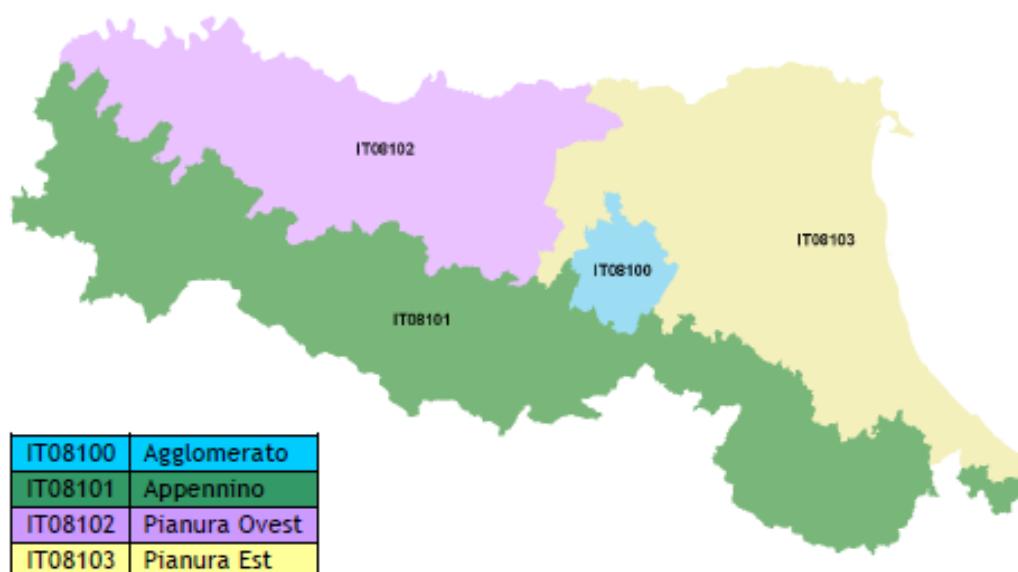 IT08102
IT08103
IT08100
IT08101
IT08100 Agglomerato
IT08101 Appennino
IT08102 Pianura Ovest
IT08103 Pianura Est